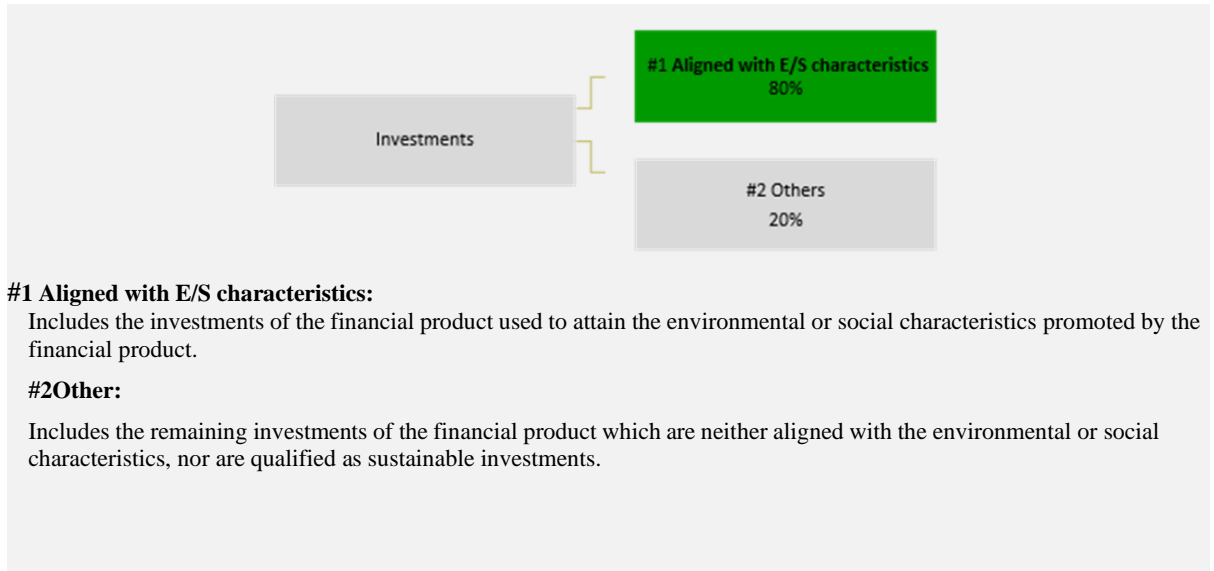 #1 Aligned with E/S characteristics
80%
Investments
#2 Others
20%
#1 Aligned with E/S characteristics:
Includes the investments of the financial product used to attain the environmental or social characteristics promoted by the
financial product.
#2Other:
Includes the remaining investments of the financial product which are neither aligned with the environmental or social
characteristics, nor are qualified as sustainable investments.